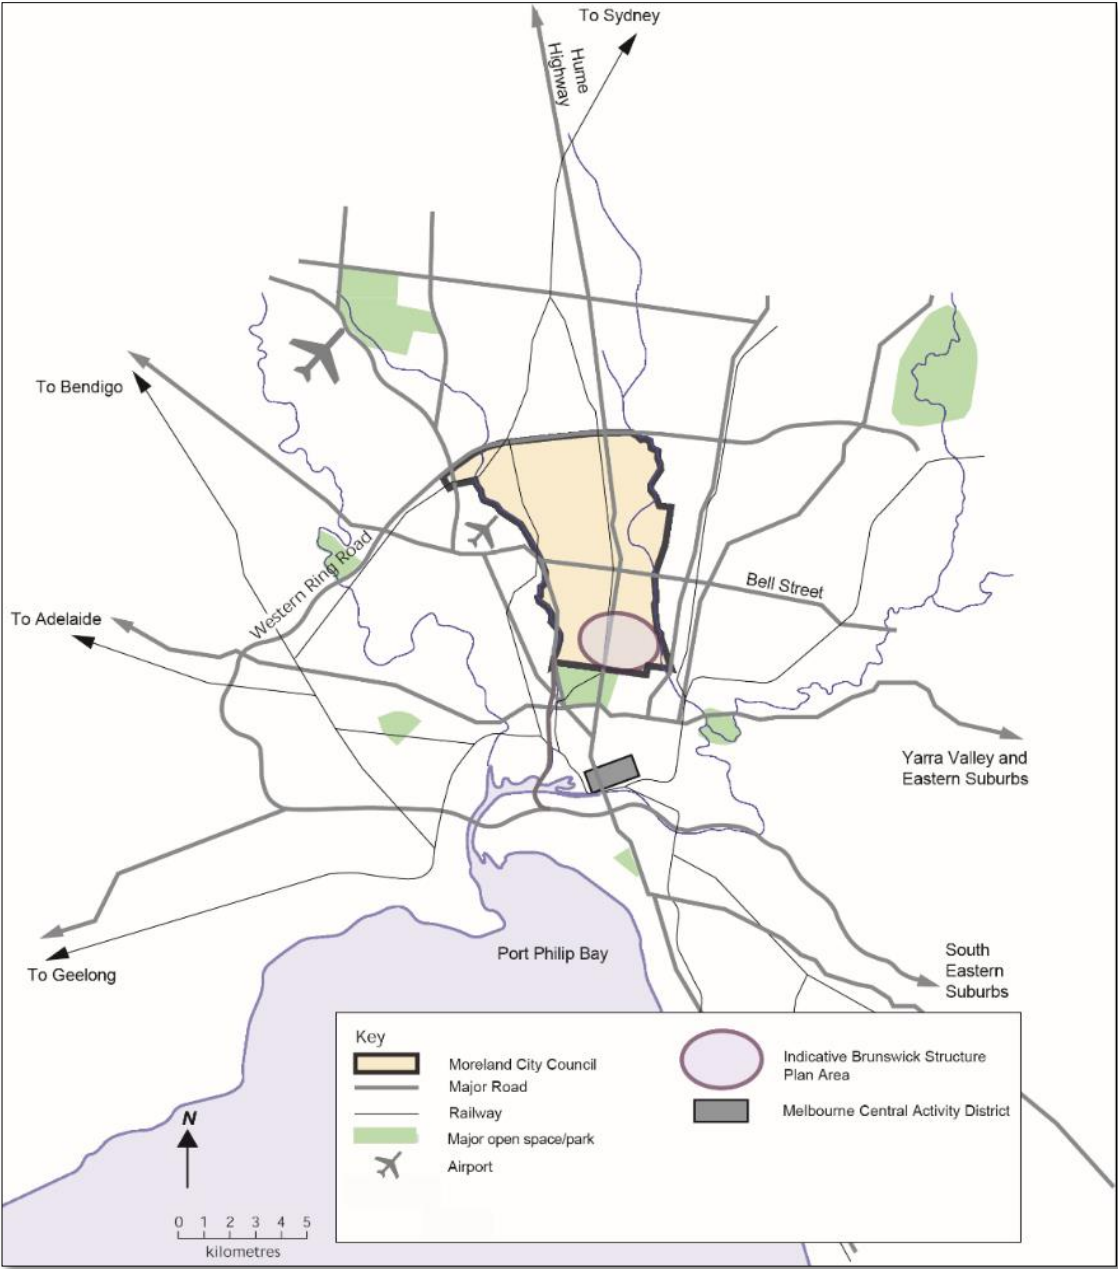 To Sydney
Hume
Highway
To Bendigo
Western Ring Road
Bell Street
To Adelaide
Yarra Valley and
Eastern Suburbs
Port Philip Bay
South
Eastern
Suburbs
To Geelong
Key
Moreland City Council
Major Road
Railway
Major open space/park
Airport
Indicative Brunswick Structure
Plan Area
Melbourne Central Activity District
N
0 1 2 3 4 5
kilometres